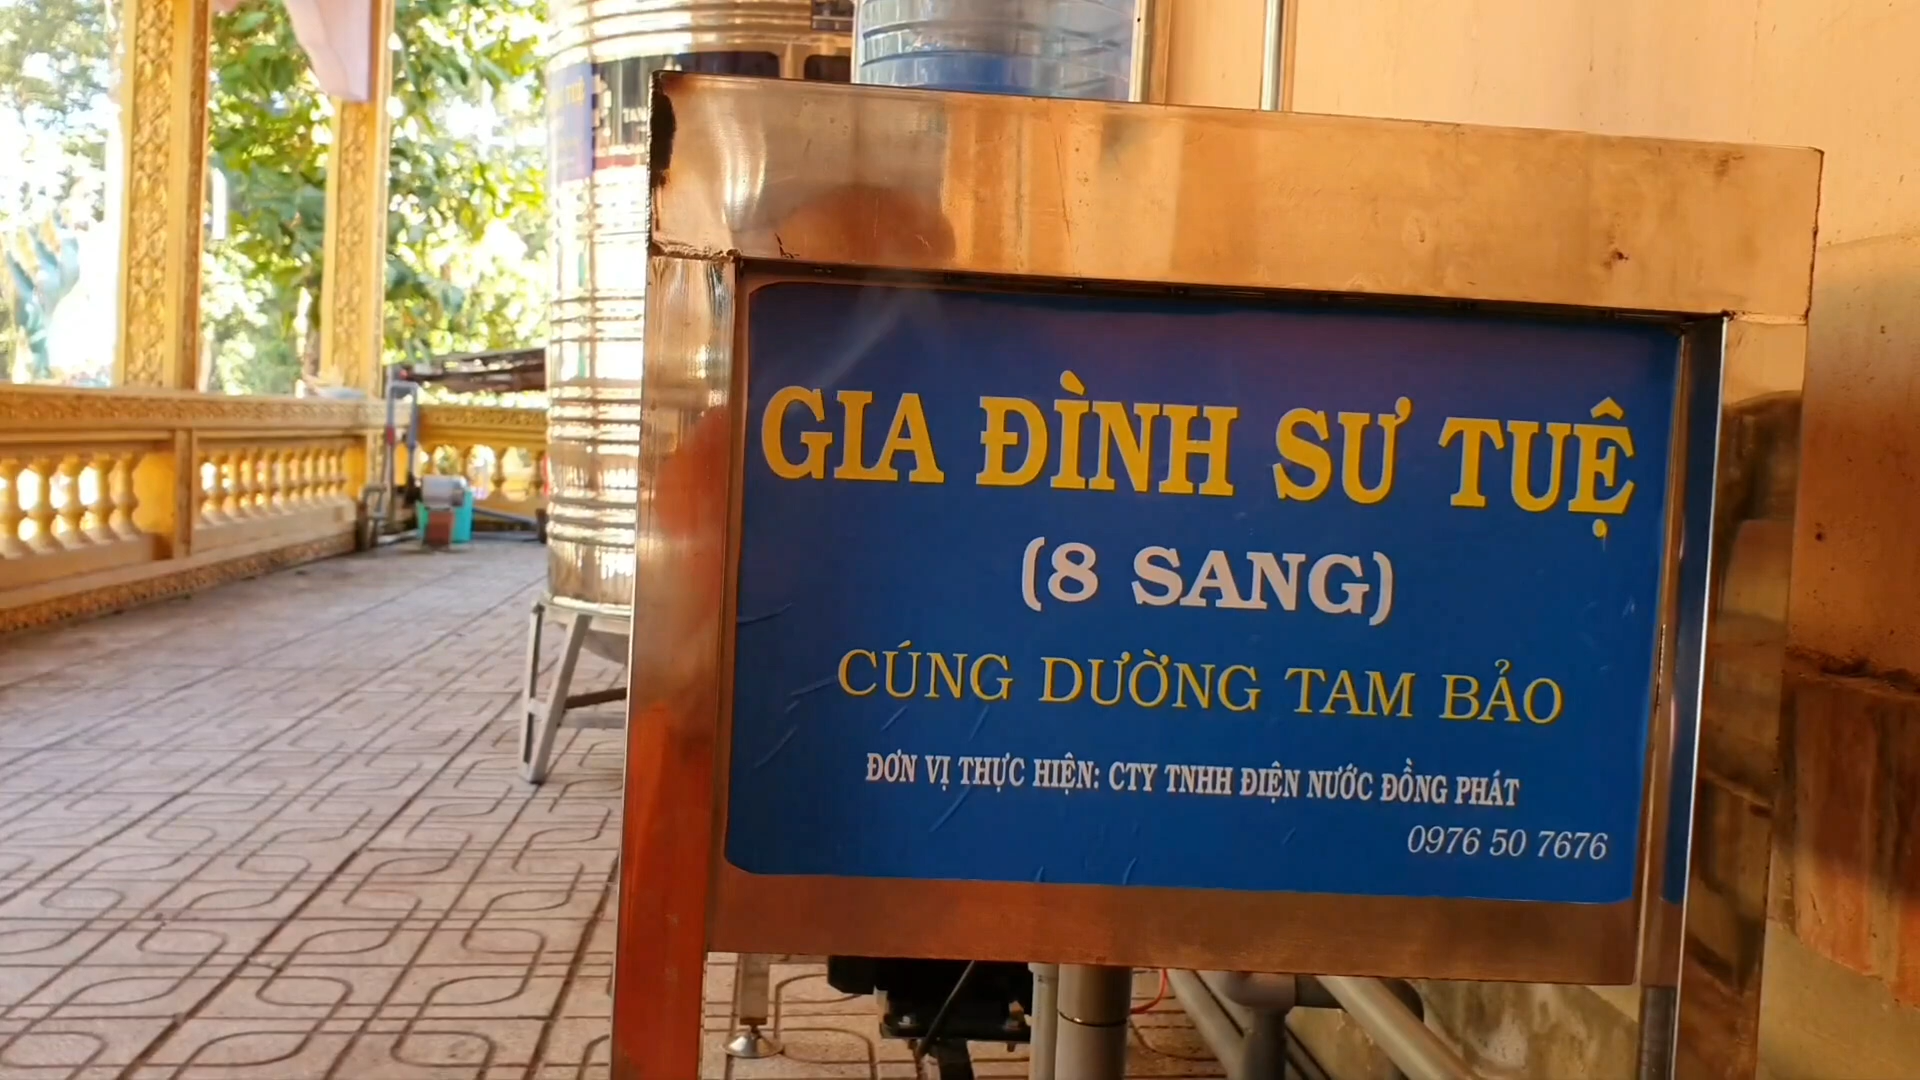 GIA ĐÌNH SƯ TUỆ
(8 SANG)
CÚNG DƯỜNG TAM BẢO
ĐƠN VỊ THỰC HIỆN: CTY TNHH ĐIỆN NƯỚC ĐỒNG PHÁT
0976 50 7676